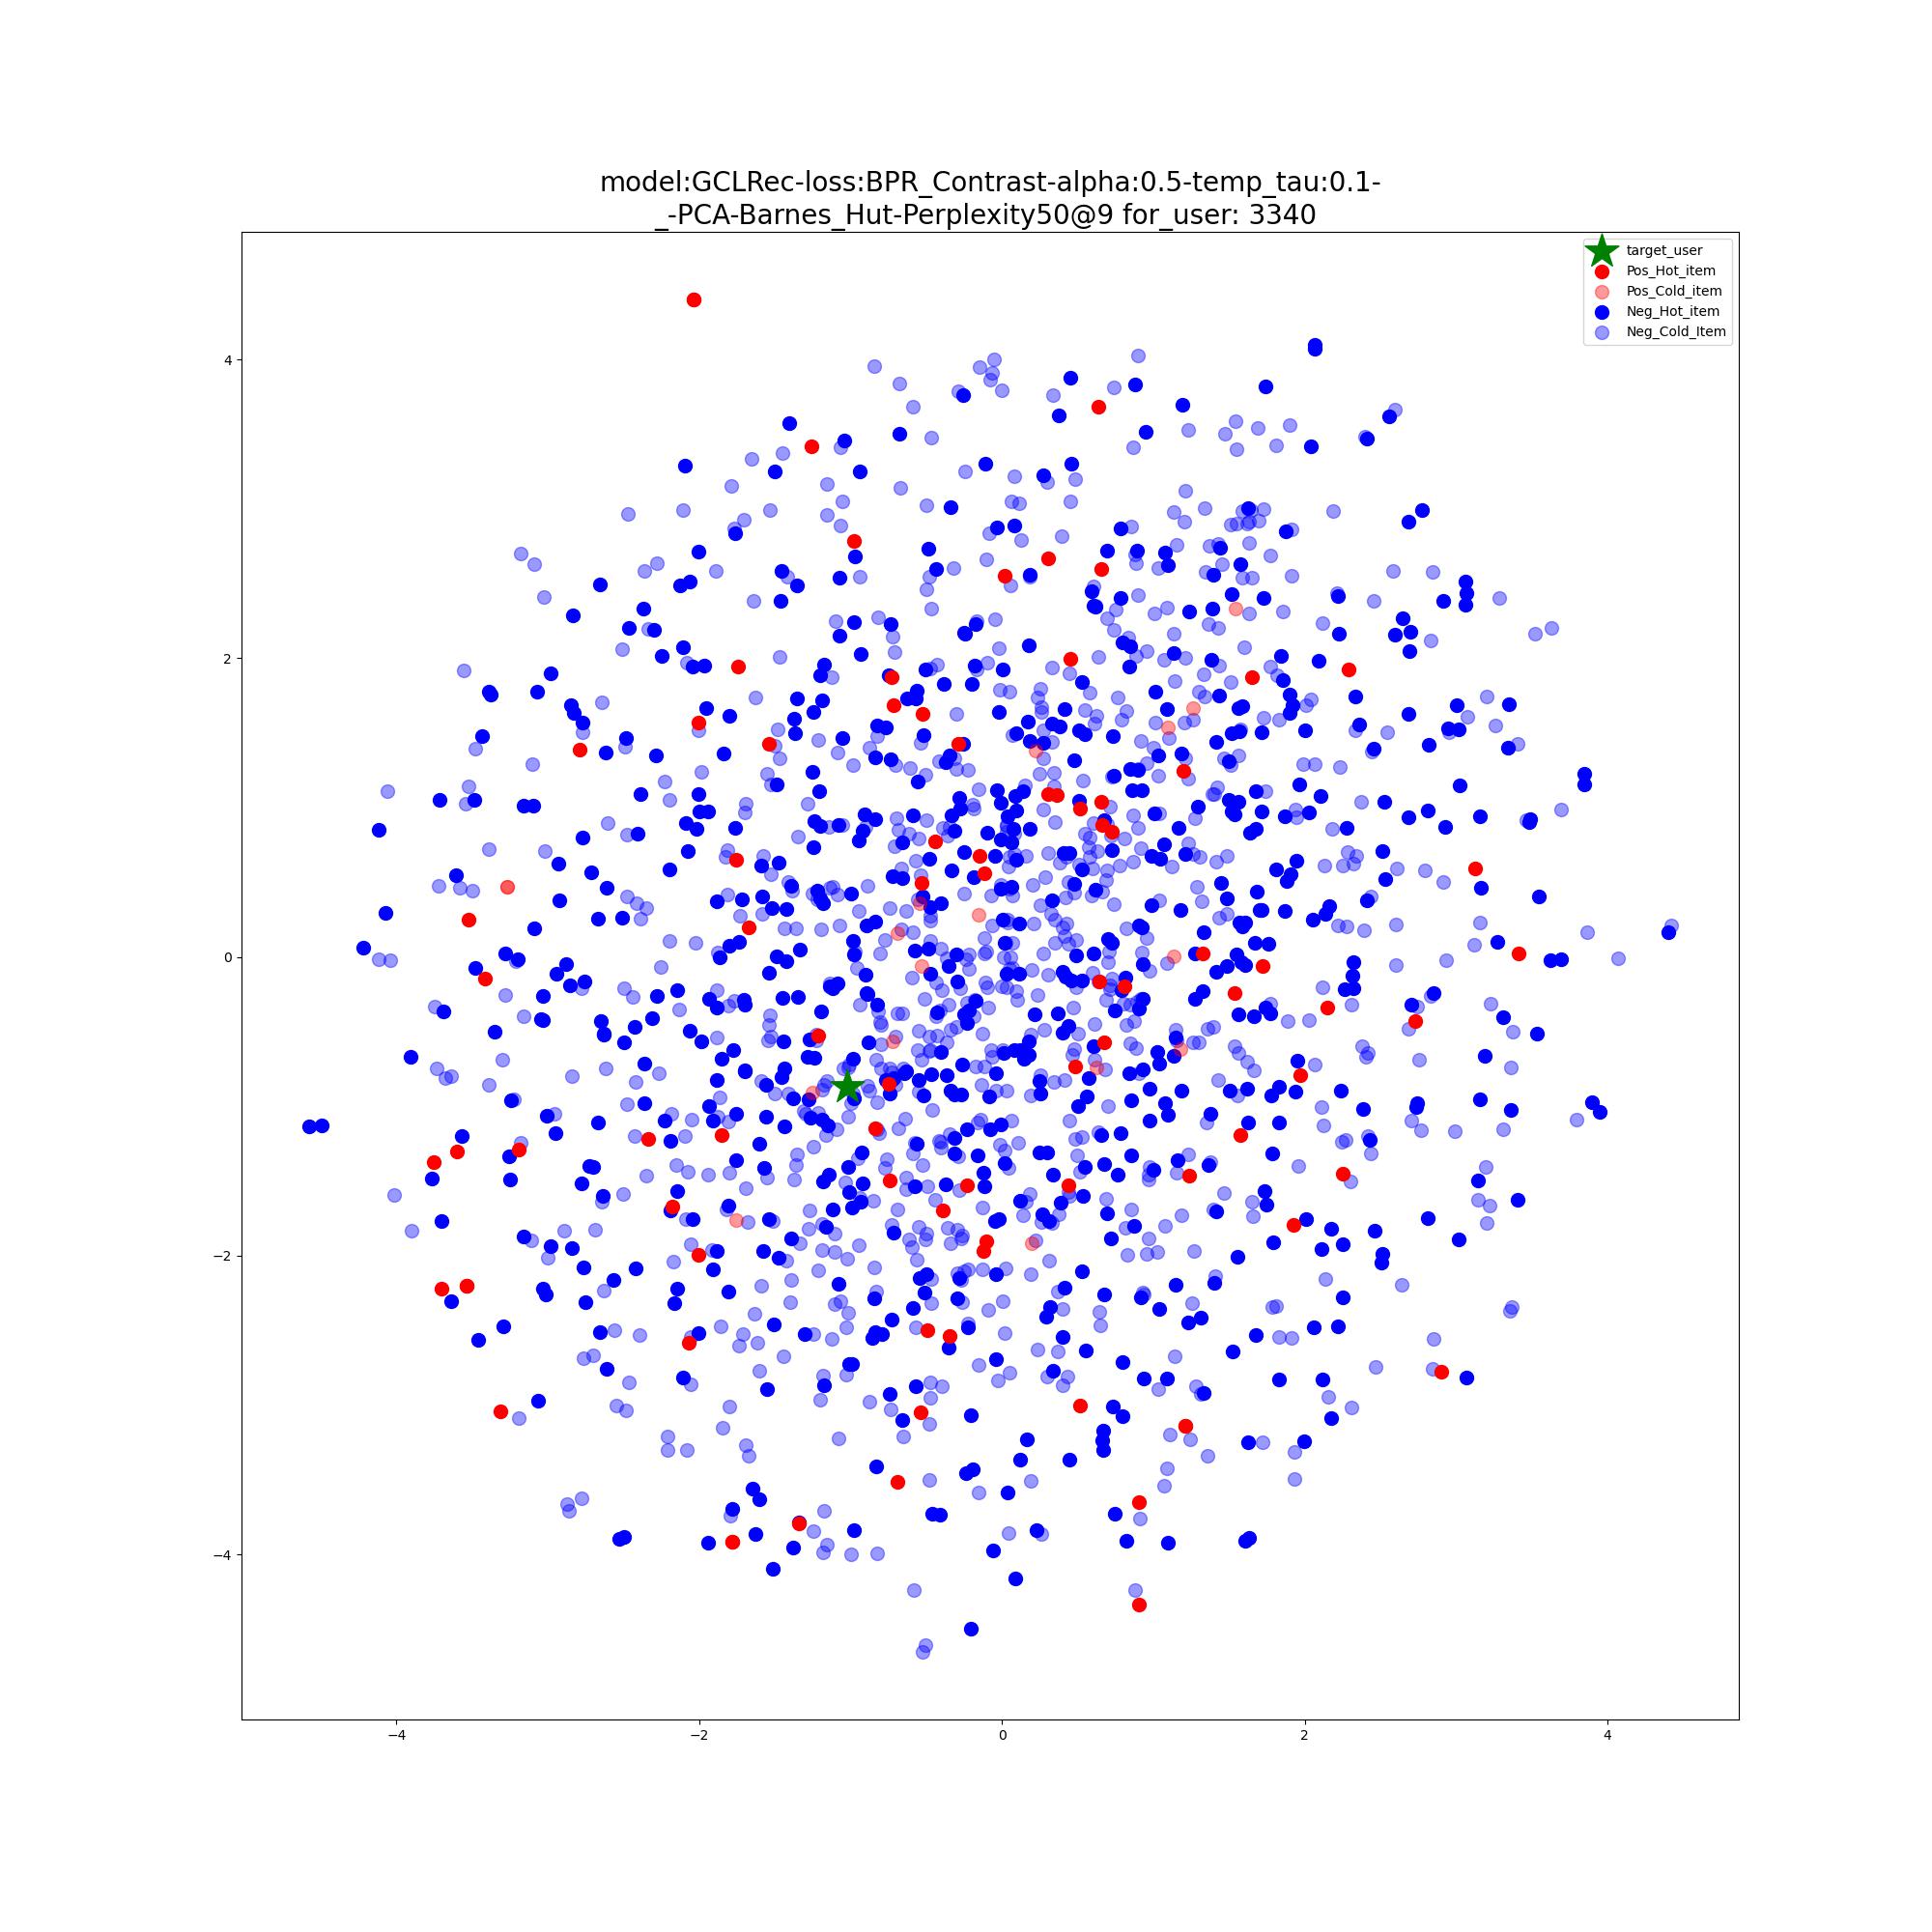 model:GCLRec-loss:BPR_Contrast-alpha:0.5-temp_tau:0.1-
_-PCA-Barnes_Hut-Perplexity50@9 for_user: 3340
target_user
Pos_Hot_item
Pos_Cold_item
Neg_Hot_item
Neg_Cold_Item
4
2
0
−2
−4
−4
−2
0
2
4